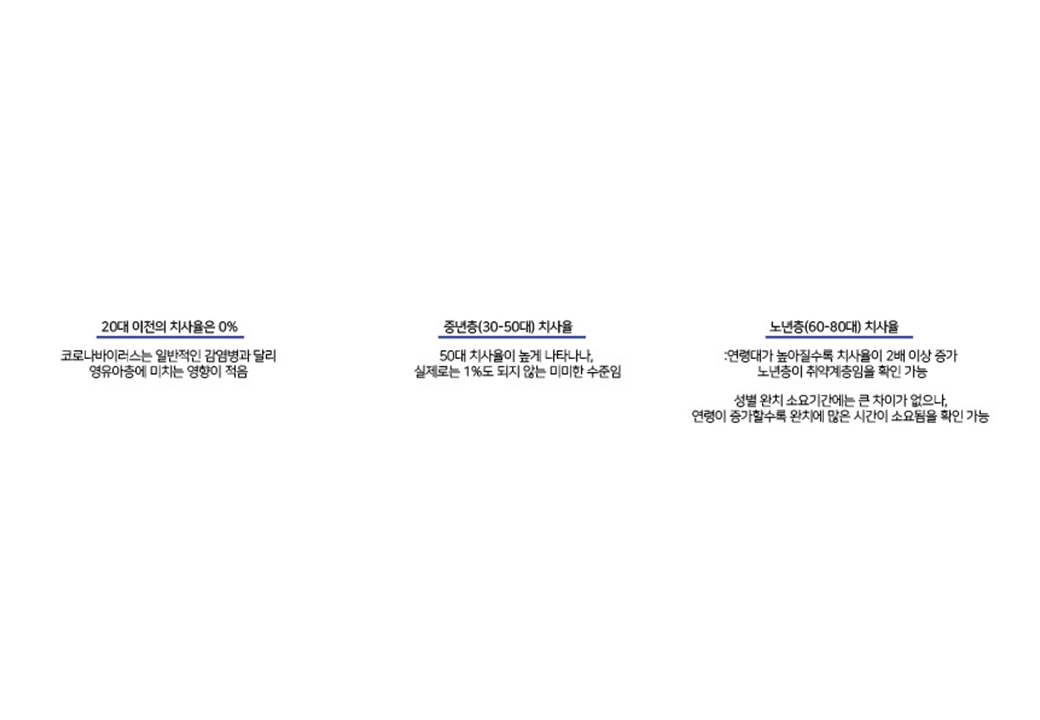 20대 이전의 치사율은 0%
코로나바이러스는 일반적인 감염병과 달리
영유아층에 미치는 영향이 적음
중년층(30-50대) 치사율
50대 치사율이 높게 나타나나,
실제로는 1%도 되지 않는 미미한 수준임
노년층(60-80대) 치사율
:연령대가 높아질수록 치사율이 2배 이상 증가
노년층이 취약계층임을 확인 가능
성별 완치 소요기간에는 큰 차이가 없으나,
연령이 증가할수록 완치에 많은 시간이 소요됨을 확인 가능